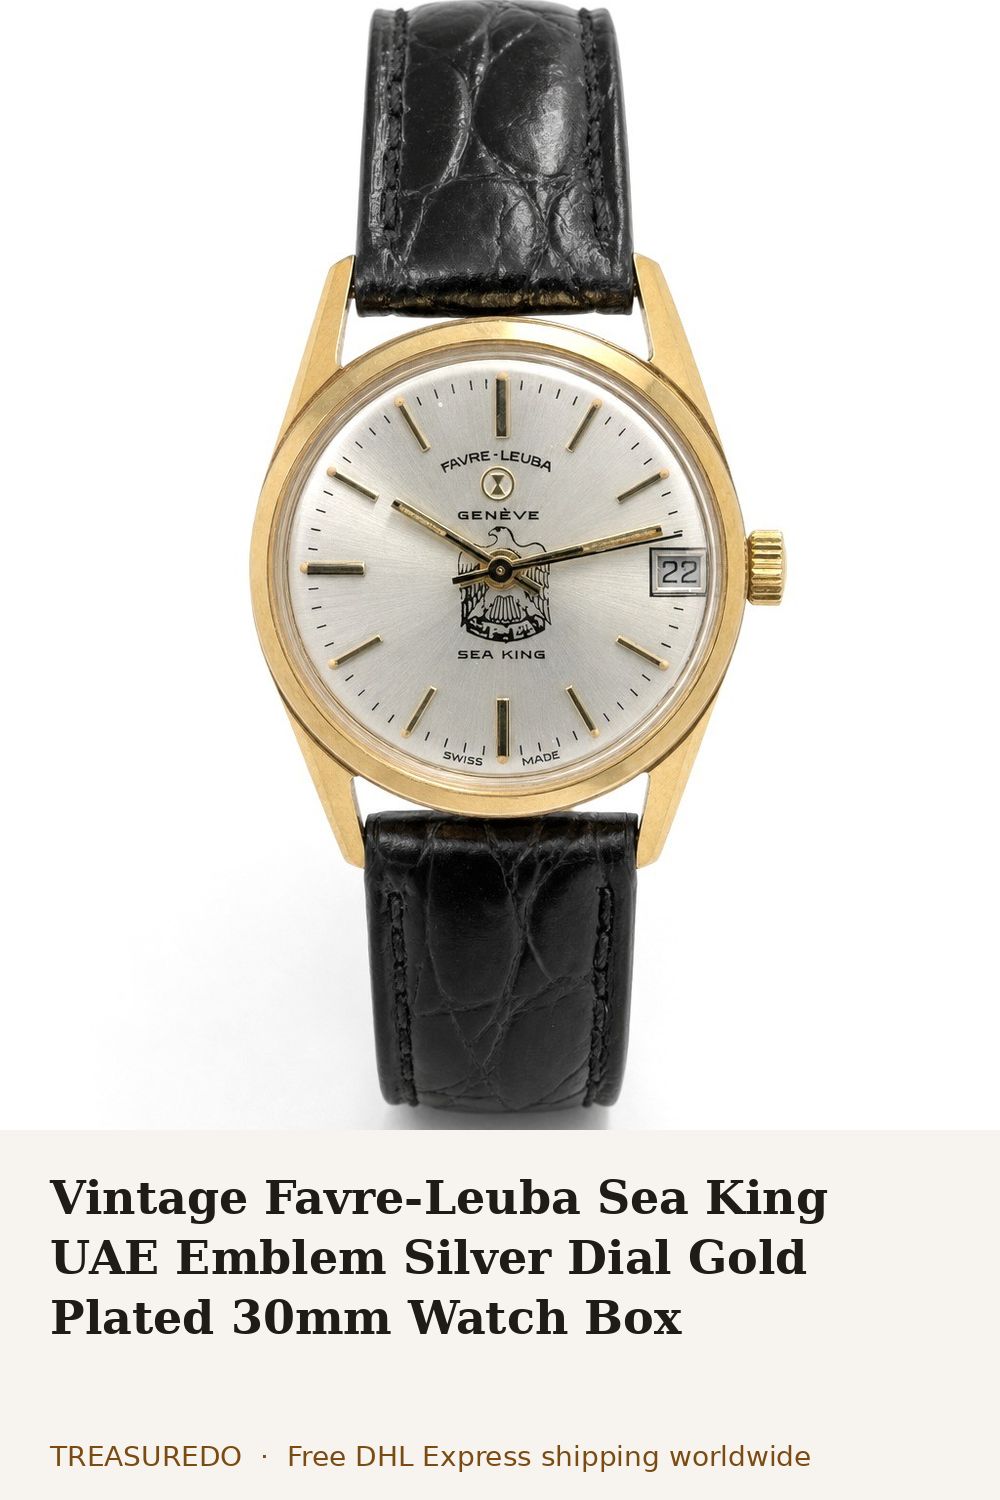 FAVRE-LEUBA
GENÈVE
22
SEA KING
SWISS MADE
Vintage Favre-Leuba Sea King
UAE Emblem Silver Dial Gold
Plated 30mm Watch Box
TREASUREDO · Free DHL Express shipping worldwide